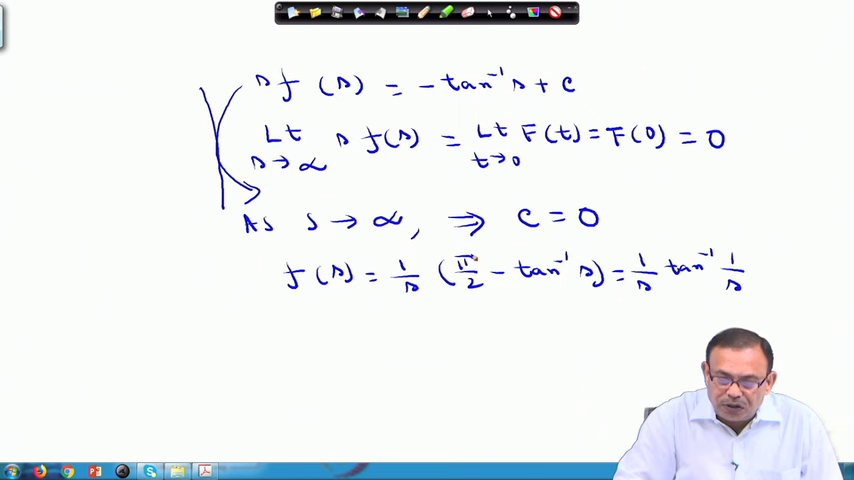 s f(s) = - tan⁻¹ s + c
Lt s→∞ s f(s) = Lt t→0 F(t) = F(0) = 0
As s → ∞, ⇒ c = 0
f(s) = 1/s (π/2 - tan⁻¹ s) = 1/s tan⁻¹ 1/s